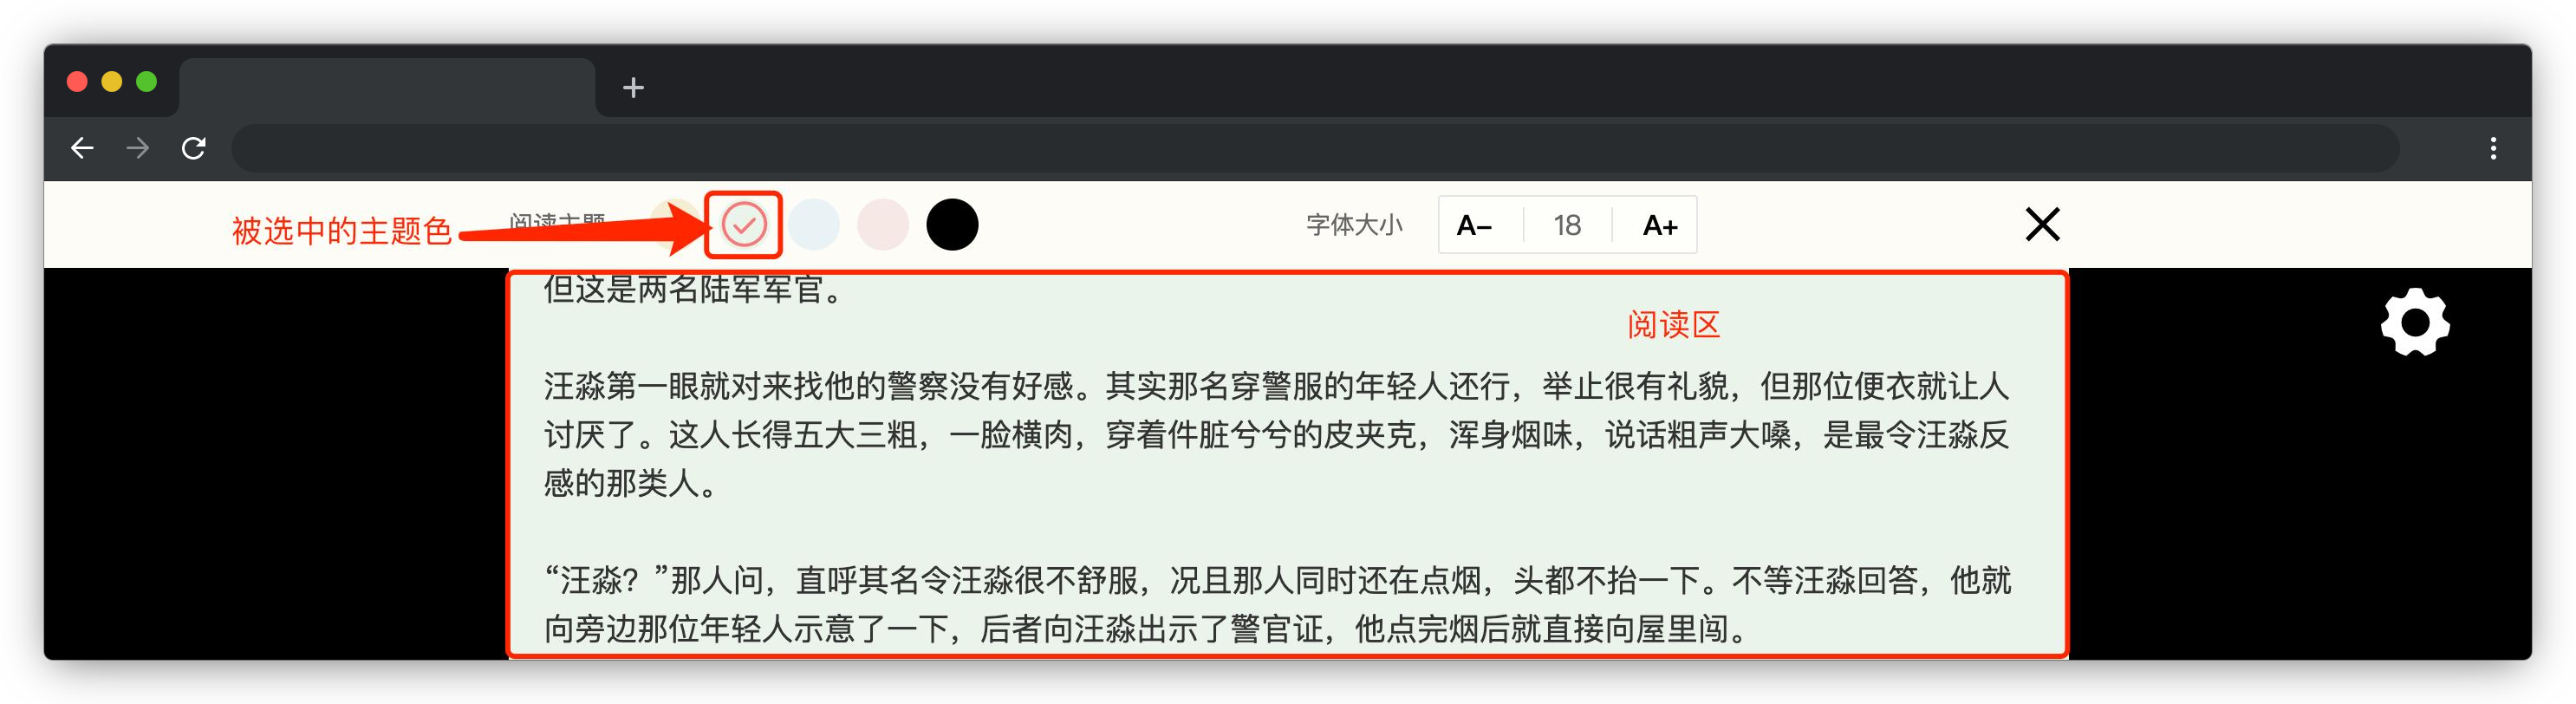 被选中的主题色
阅读主题
字体大小
A–
18
A+
但这是两名陆军军官。
阅读区
汪淼第一眼就对来找他的警察没有好感。其实那名穿警服的年轻人还行，举止很有礼貌，但那位便衣就让人
讨厌了。这人长得五大三粗，一脸横肉，穿着件脏兮兮的皮夹克，浑身烟味，说话粗声大嗓，是最令汪淼反
感的那类人。
“汪淼？”那人问，直呼其名令汪淼很不舒服，况且那人同时还在点烟，头都不抬一下。不等汪淼回答，他就
向旁边那位年轻人示意了一下，后者向汪淼出示了警官证，他点完烟后就直接向屋里闯。